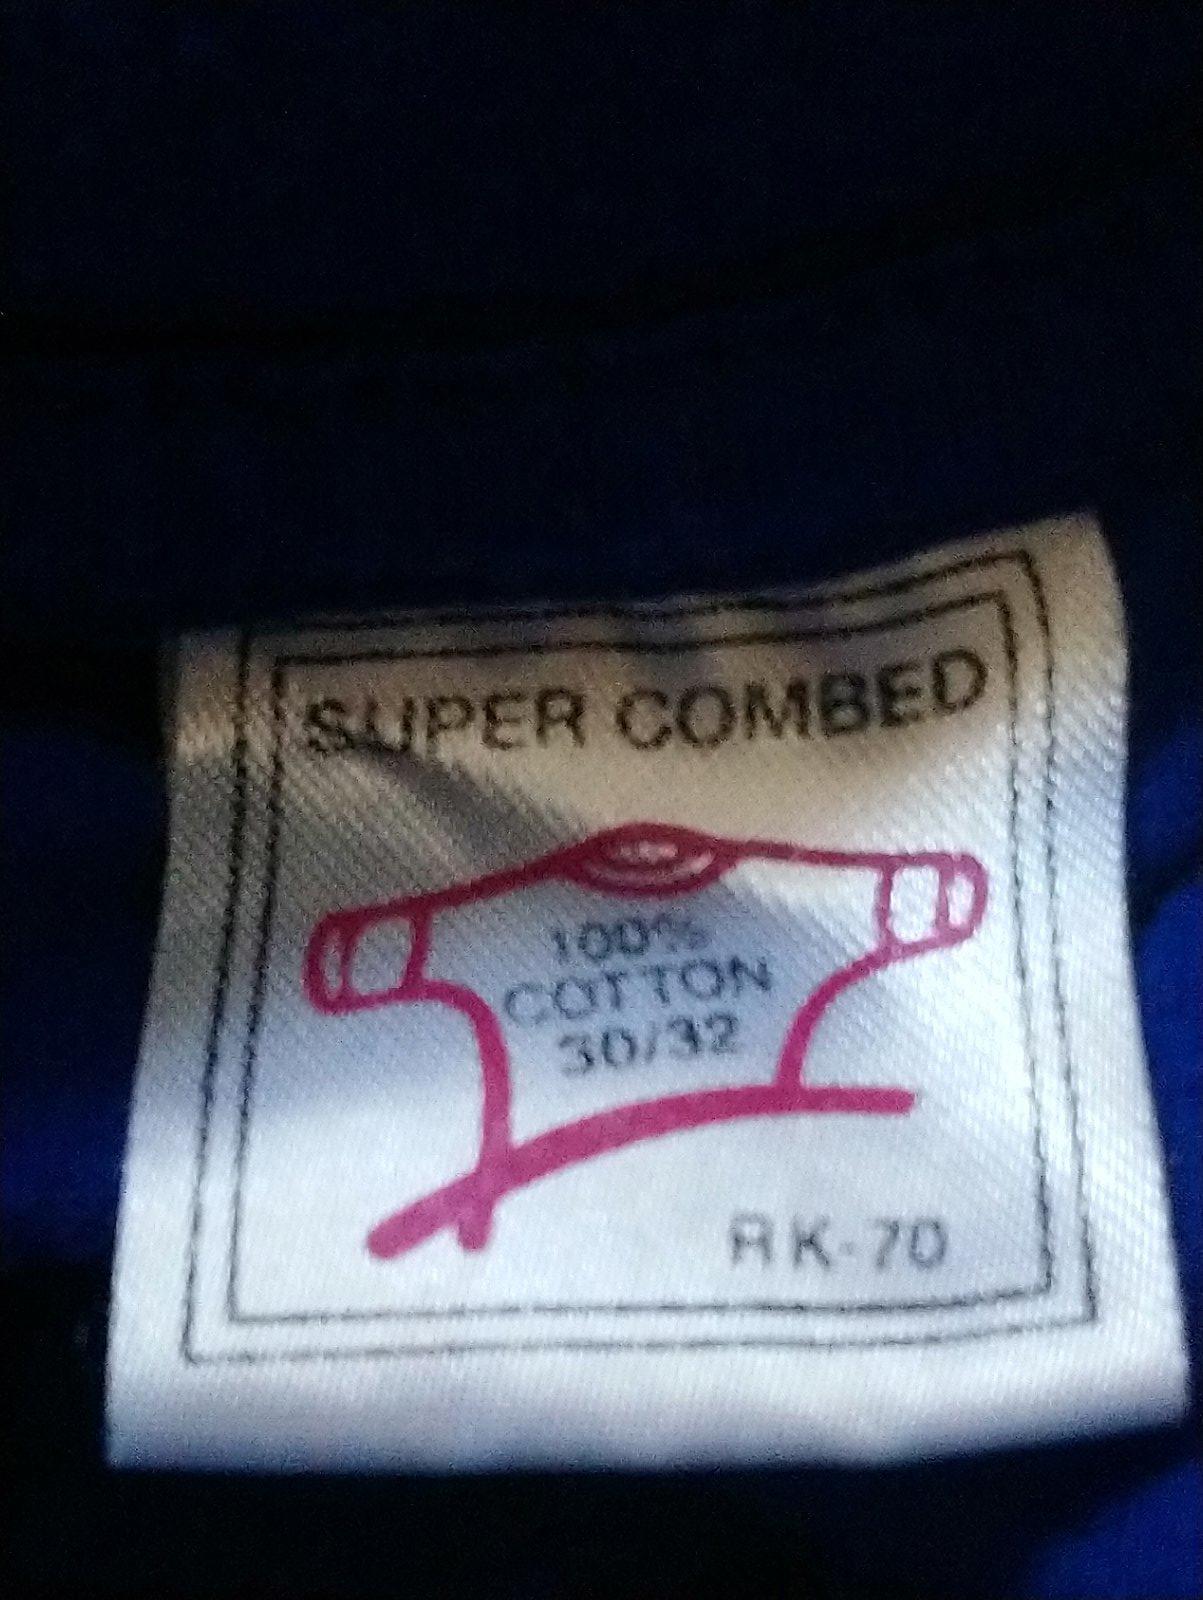 SUPER COMBED
100%
COTTON
30/32
RK-70